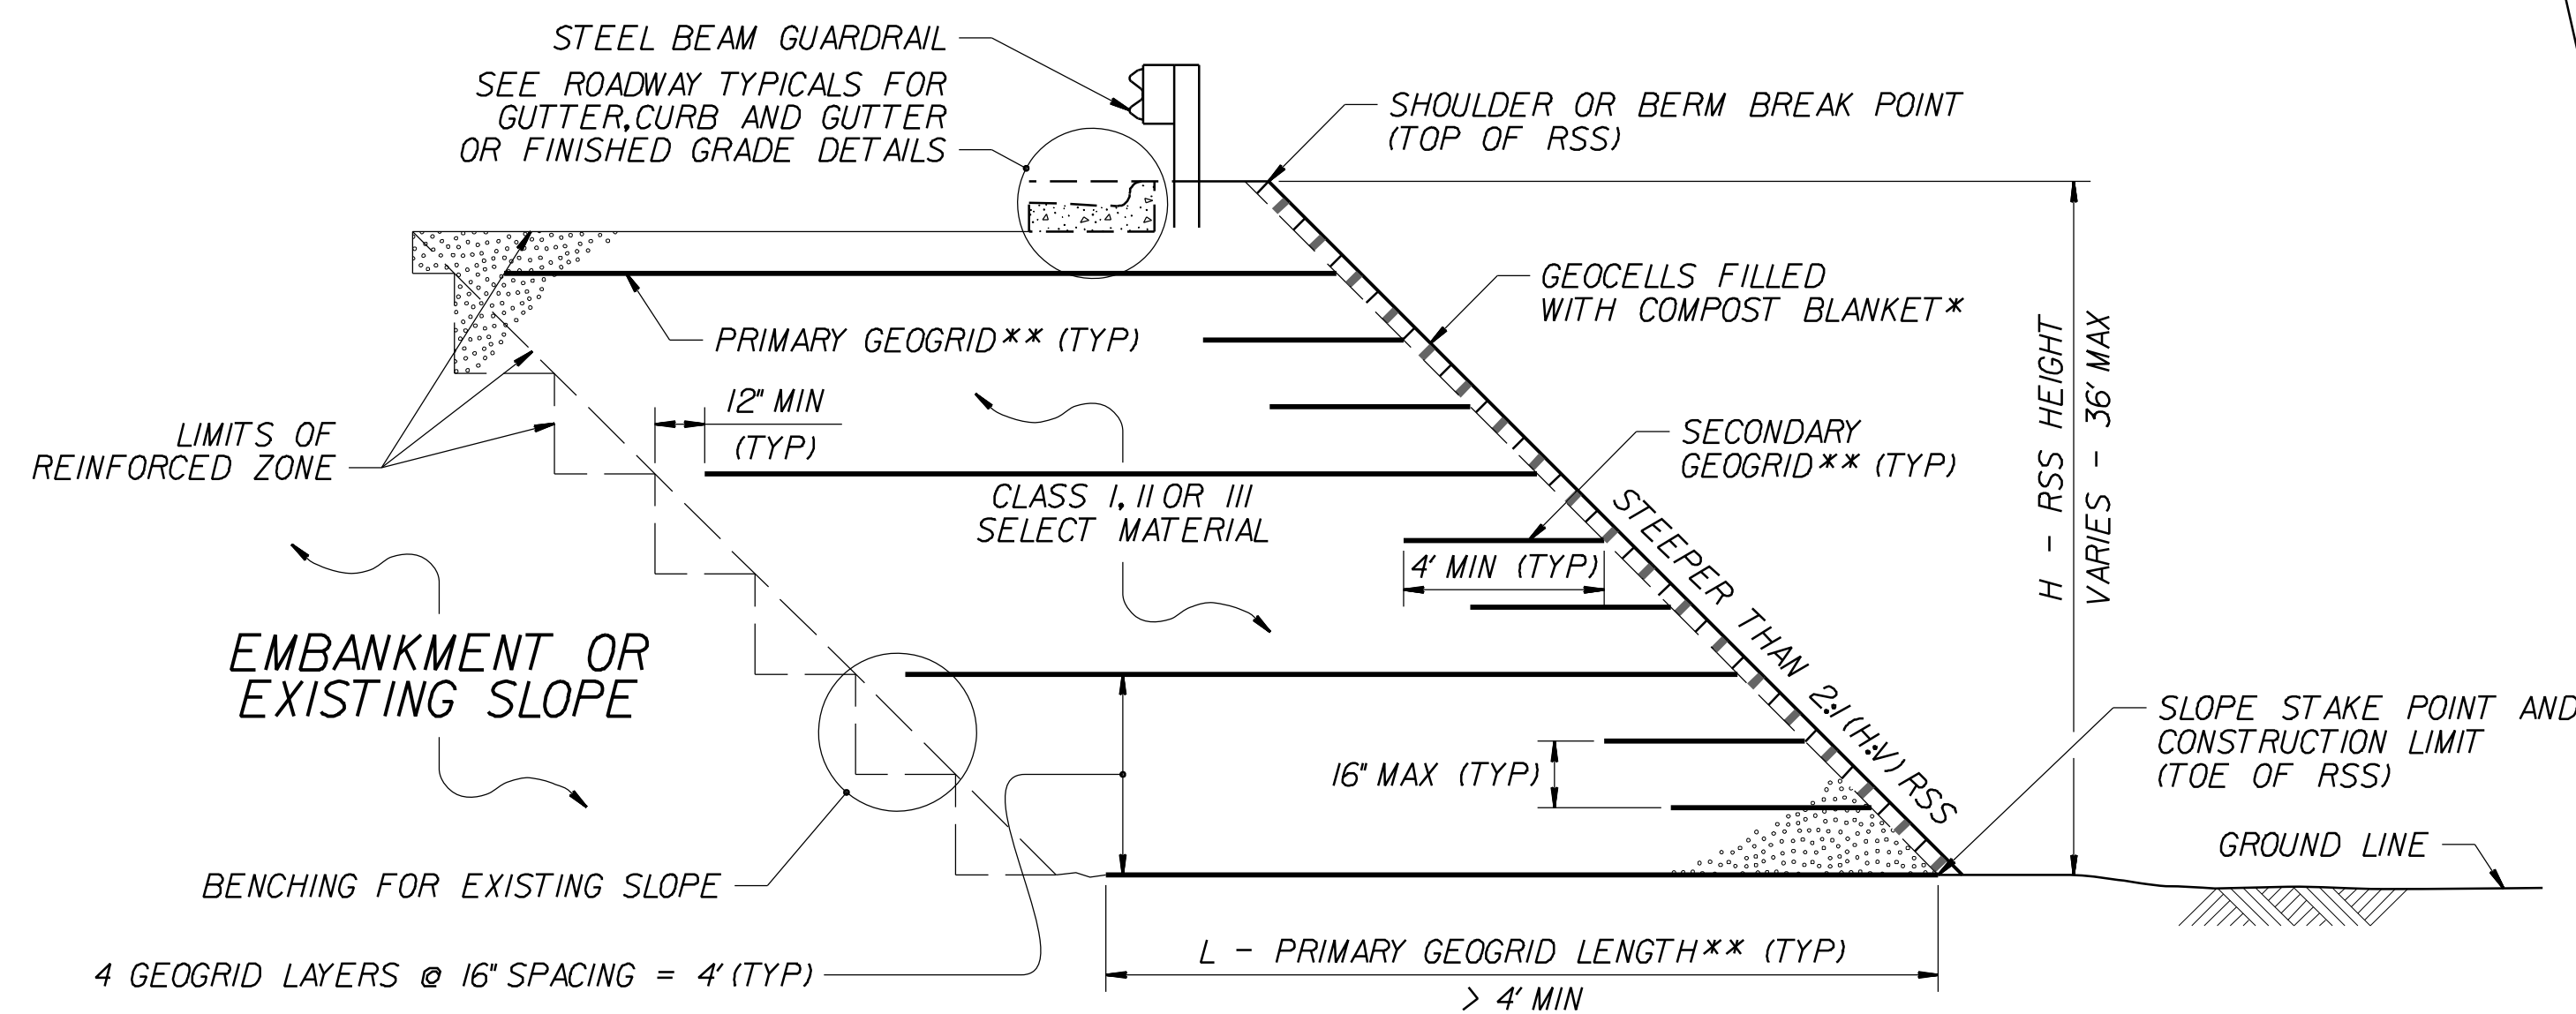 STEEL BEAM GUARDRAIL
SEE ROADWAY TYPICALS FOR
GUTTER, CURB AND GUTTER
OR FINISHED GRADE DETAILS
SHOULDER OR BERM BREAK POINT
(TOP OF RSS)
GEOCELLS FILLED
WITH COMPOST BLANKET*
PRIMARY GEOGRID** (TYP)
12" MIN
(TYP)
LIMITS OF
REINFORCED ZONE
SECONDARY
GEOGRID** (TYP)
H - RSS HEIGHT
VARIES - 36' MAX
CLASS I, II OR III
SELECT MATERIAL
4' MIN (TYP)
STEEPER THAN 2:1 (H:V) RSS
EMBANKMENT OR
EXISTING SLOPE
SLOPE STAKE POINT AND
CONSTRUCTION LIMIT
(TOE OF RSS)
16" MAX (TYP)
GROUND LINE
BENCHING FOR EXISTING SLOPE
L - PRIMARY GEOGRID LENGTH** (TYP)
> 4' MIN
4 GEOGRID LAYERS @ 16" SPACING = 4' (TYP)